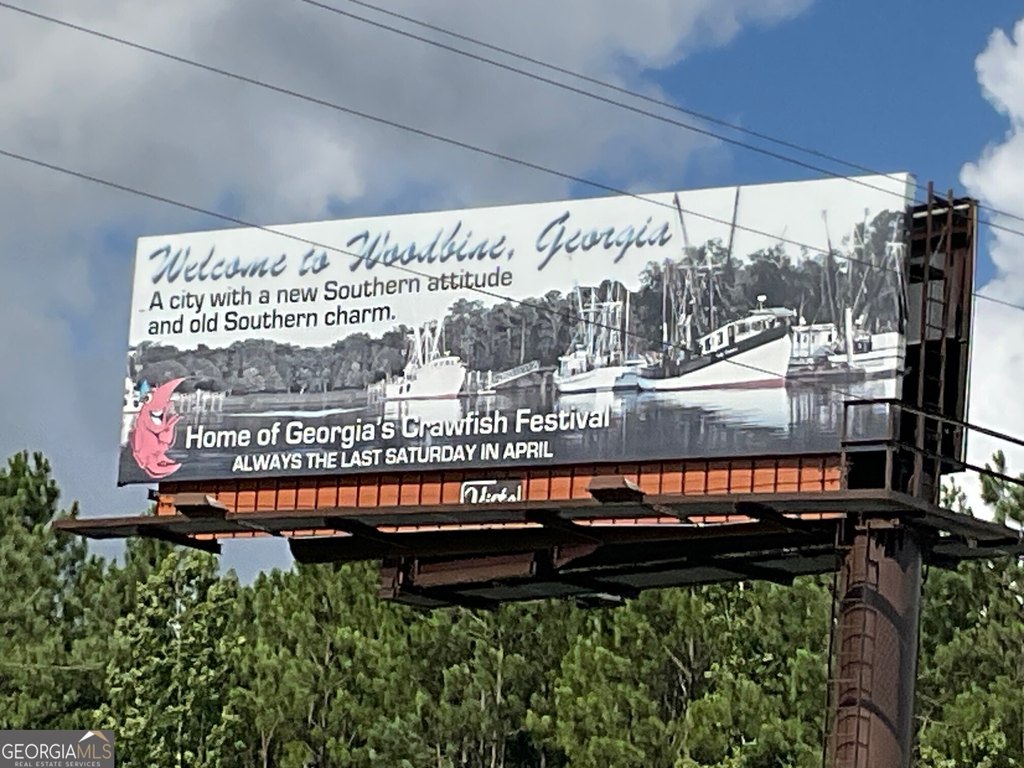 Welcome to Woodbine, Georgia
A city with a new Southern attitude
and old Southern charm.
Home of Georgia's Crawfish Festival
ALWAYS THE LAST SATURDAY IN APRIL
GEORGIAMLS
REAL ESTATE SERVICES